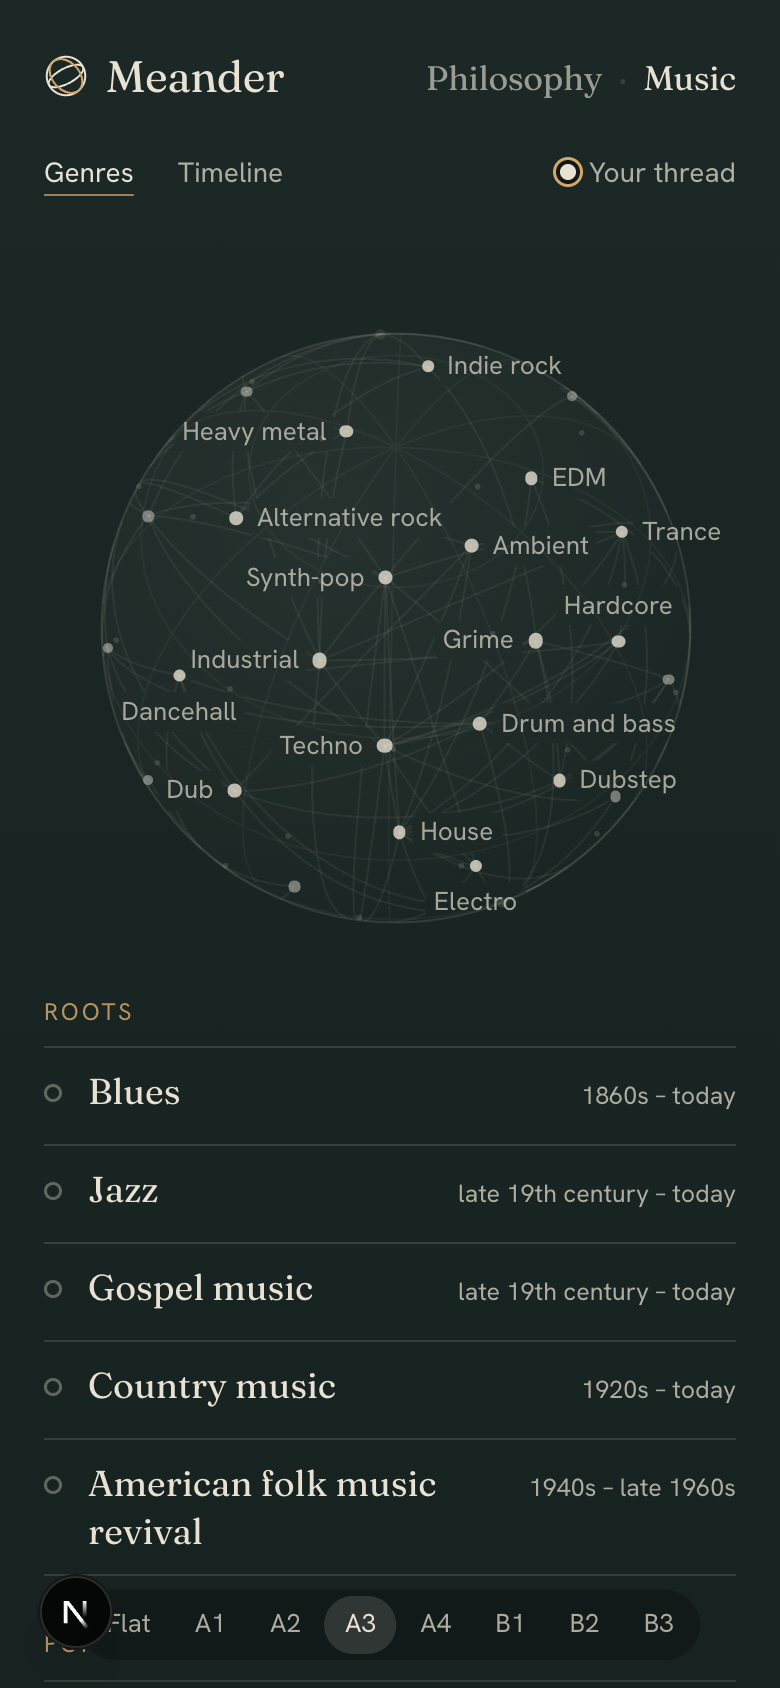 Meander
Philosophy · Music
Genres
Timeline
Your thread
Indie rock
Heavy metal
EDM
Alternative rock
Trance
Ambient
Synth-pop
Hardcore
Grime
Industrial
Dancehall
Drum and bass
Techno
Dubstep
Dub
House
Electro
ROOTS
Blues
1860s – today
Jazz
late 19th century – today
Gospel music
late 19th century – today
Country music
1920s – today
American folk music
revival
1940s – late 1960s
N
Flat
A1
A2
A3
A4
B1
B2
B3